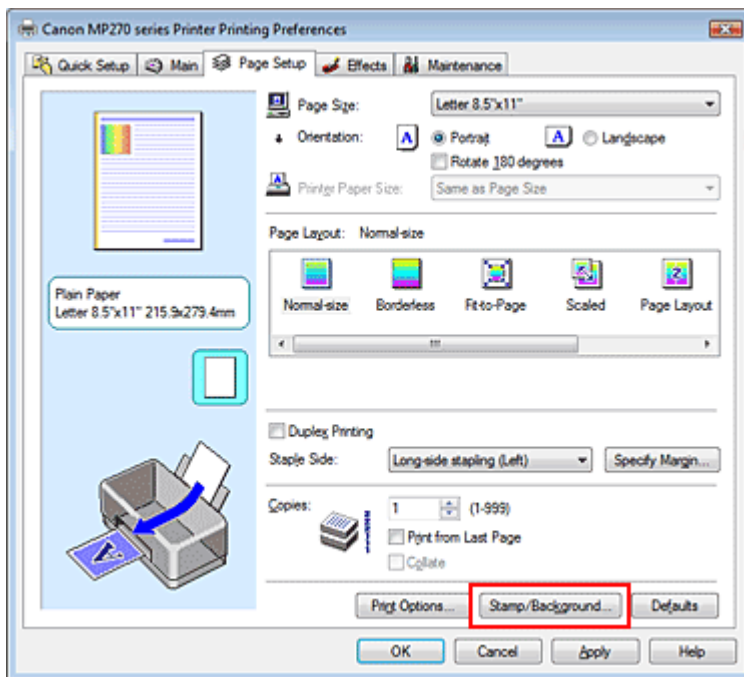 Canon MP270 series Printer Printing Preferences
Quick Setup Main Page Setup Effects Maintenance
Page Size: Letter 8.5"x11"
Orientation: A Portrait A Landscape
Rotate 180 degrees
Printer Paper Size: Same as Page Size
Page Layout: Normal-size
Normal-size Borderless Fit-to-Page Scaled Page Layout
Plain Paper
Letter 8.5"x11" 215.9x279.4mm
Duplex Printing
Staple Side: Long-side stapling (Left) Specify Margin...
Copies: 1 (1-999)
Print from Last Page
Collate
A
Print Options... Stamp/Background... Defaults
OK Cancel Apply Help